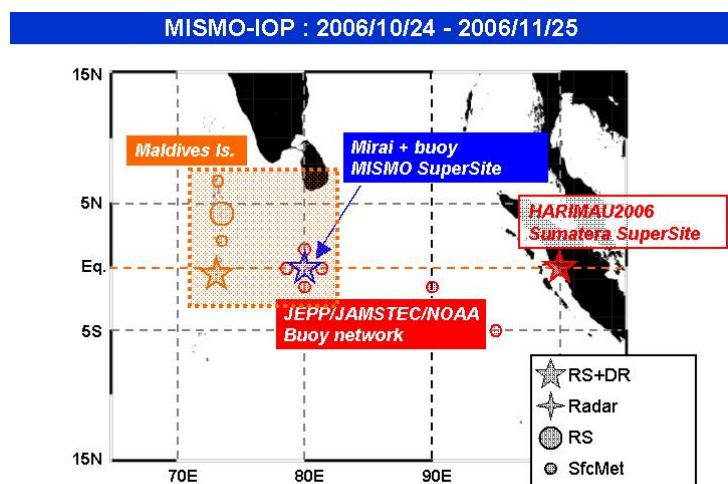 MISMO-IOP : 2006/10/24 - 2006/11/25
15N
Maldives Is.
Mirai + buoy
MISMO SuperSite
5N
HARIMAU2006
Sumatera SuperSite
Eq.
JEPP/JAMSTEC/NOAA
Buoy network
5S
RS+DR
Radar
RS
SfcMet
15N
70E
80E
90E